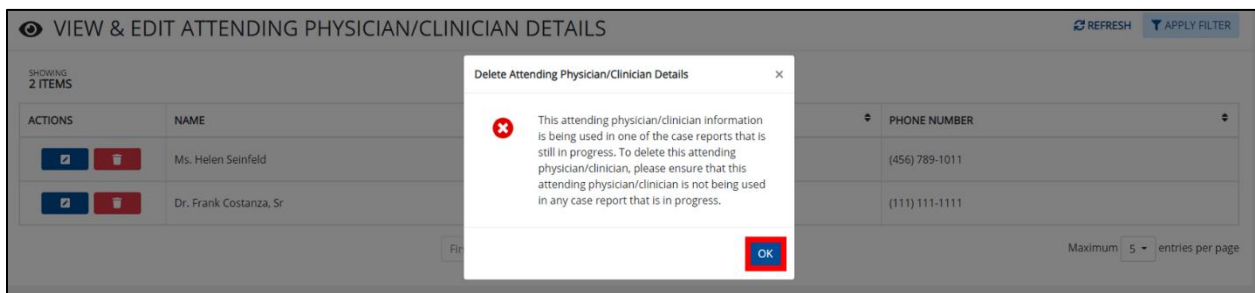 VIEW & EDIT ATTENDING PHYSICIAN/CLINICIAN DETAILS
REFRESH
APPLY FILTER
SHOWING
2 ITEMS
Delete Attending Physician/Clinician Details ×
This attending physician/clinician information
is being used in one of the case reports that is
still in progress. To delete this attending
physician/clinician, please ensure that this
attending physician/clinician is not being used
in any case report that is in progress.
OK
ACTIONS NAME PHONE NUMBER
Ms. Helen Seinfeld (456) 789-1011
Dr. Frank Costanza, Sr (111) 111-1111
Maximum 5 entries per page